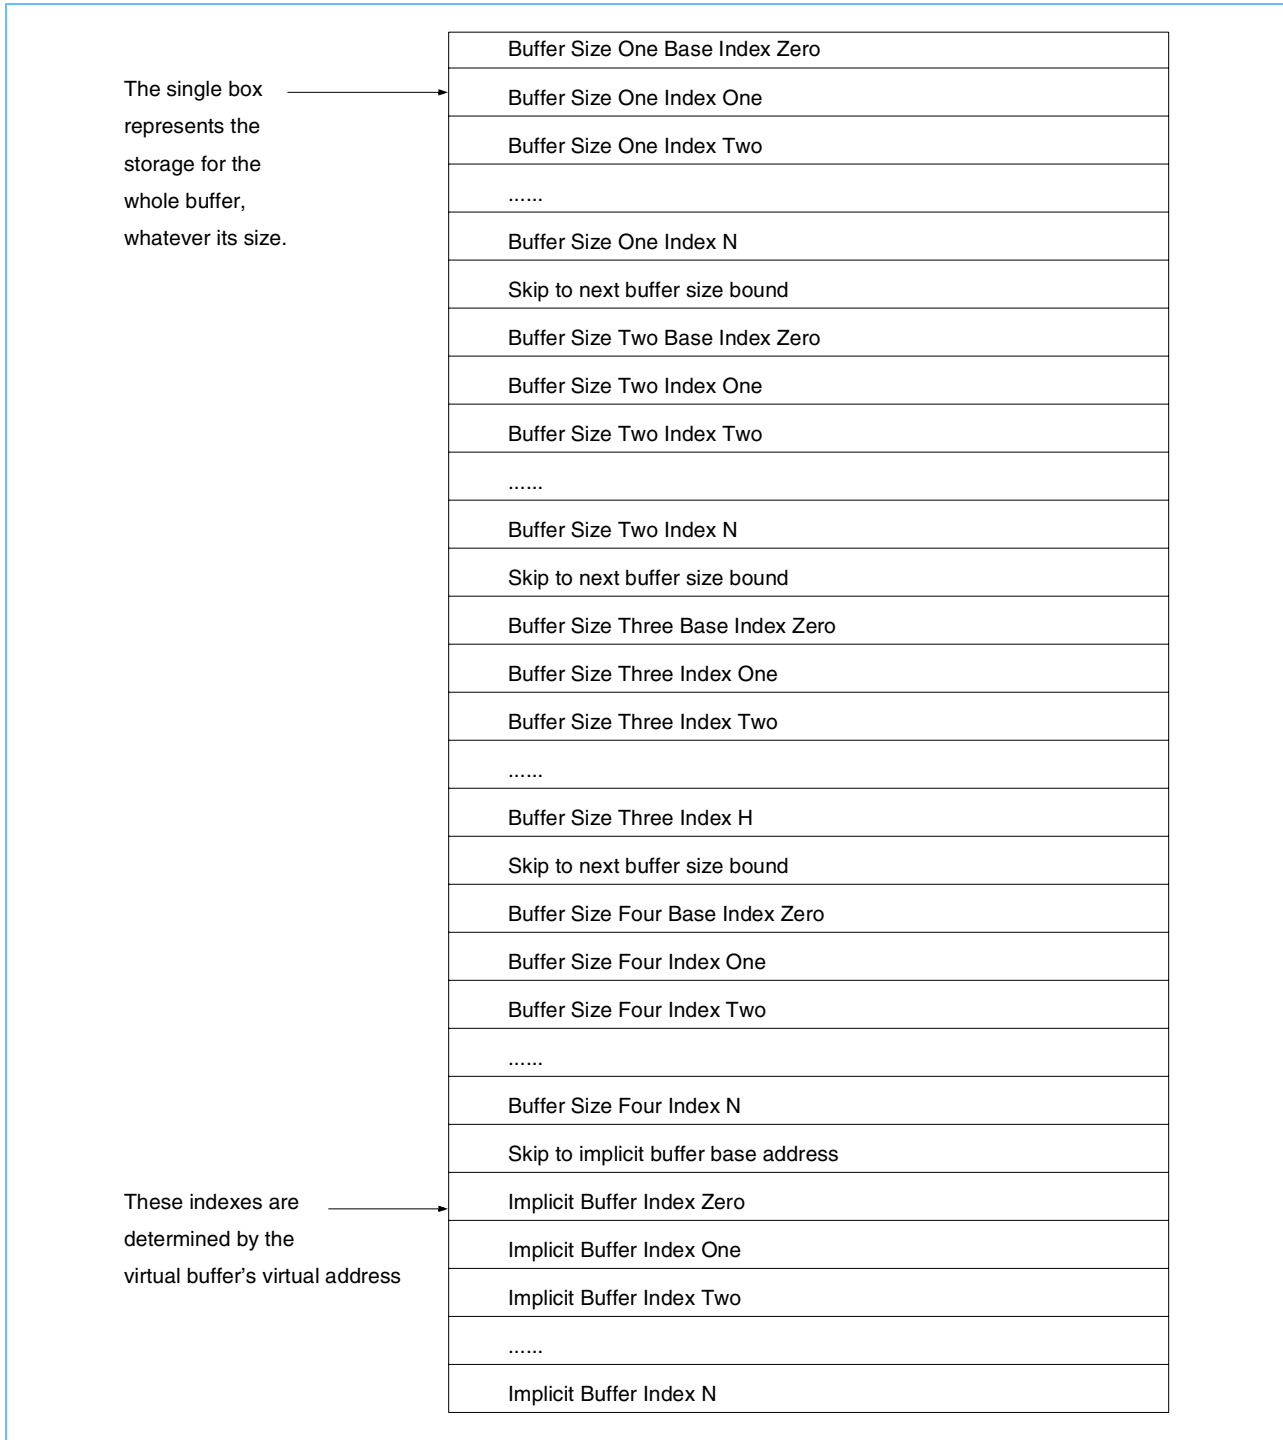 Buffer Size One Base Index Zero
The single box
represents the
storage for the
whole buffer,
whatever its size.
Buffer Size One Index One
Buffer Size One Index Two
......
Buffer Size One Index N
Skip to next buffer size bound
Buffer Size Two Base Index Zero
Buffer Size Two Index One
Buffer Size Two Index Two
......
Buffer Size Two Index N
Skip to next buffer size bound
Buffer Size Three Base Index Zero
Buffer Size Three Index One
Buffer Size Three Index Two
......
Buffer Size Three Index H
Skip to next buffer size bound
Buffer Size Four Base Index Zero
Buffer Size Four Index One
Buffer Size Four Index Two
......
Buffer Size Four Index N
Skip to implicit buffer base address
These indexes are
determined by the
virtual buffer’s virtual address
Implicit Buffer Index Zero
Implicit Buffer Index One
Implicit Buffer Index Two
......
Implicit Buffer Index N